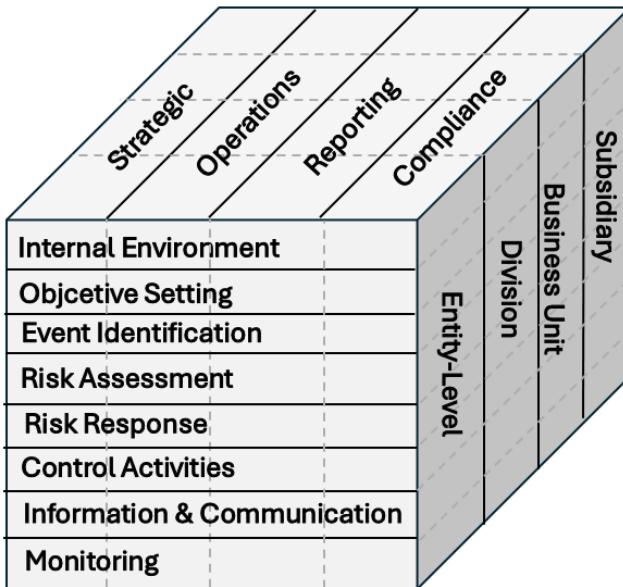 Strategic
Operations
Reporting
Compliance
Internal Environment
Objcetive Setting
Event Identification
Risk Assessment
Risk Response
Control Activities
Information & Communication
Monitoring
Entity-Level
Division
Business Unit
Subsidiary